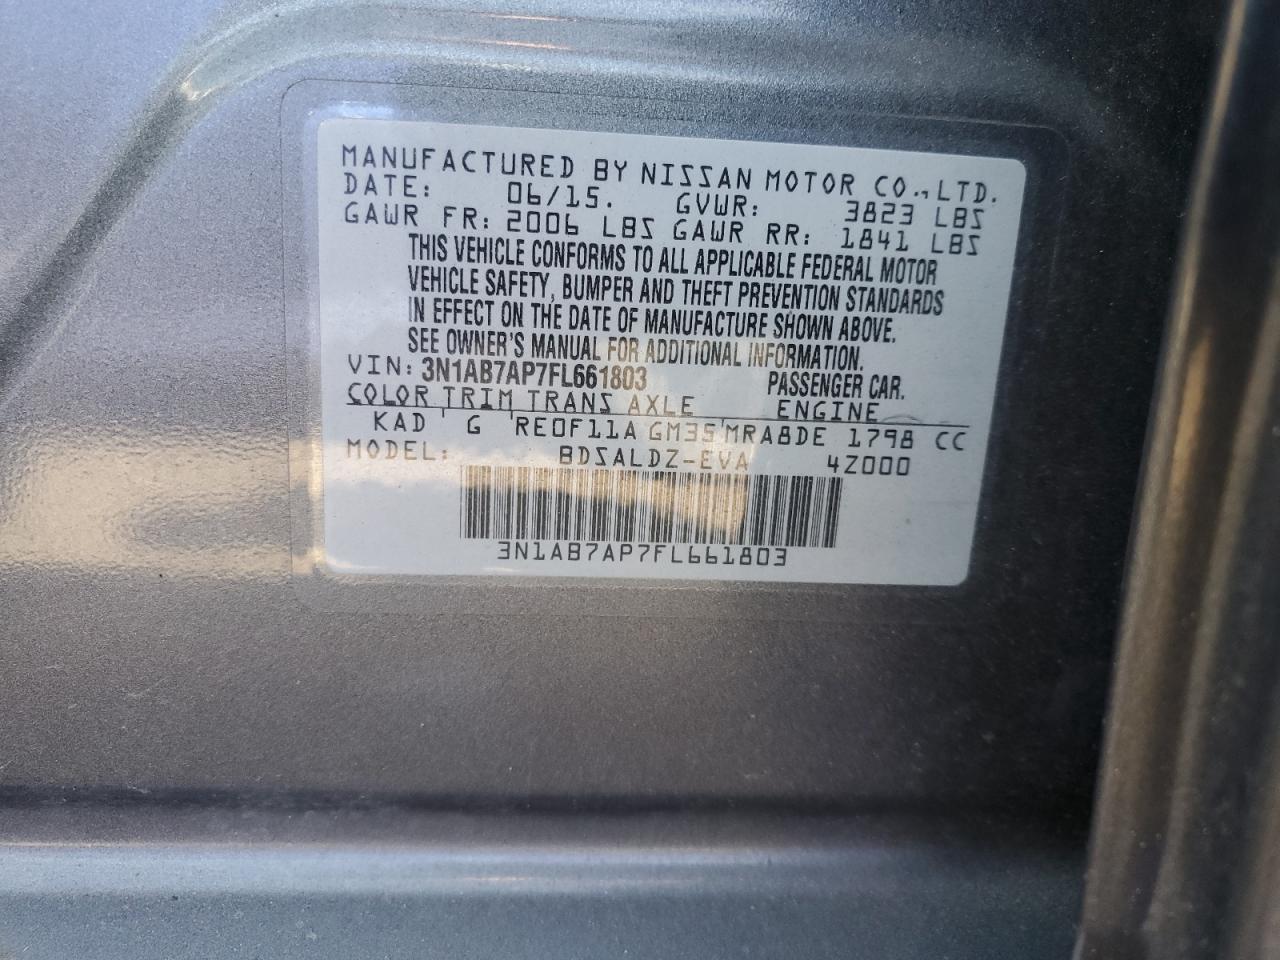 MANUFACTURED BY NISSAN MOTOR CO., LTD.
DATE: 06/15. GVWR: 3823 LBS
GAWR FR: 2006 LBS GAWR RR: 1841 LBS
THIS VEHICLE CONFORMS TO ALL APPLICABLE FEDERAL MOTOR
VEHICLE SAFETY, BUMPER AND THEFT PREVENTION STANDARDS
IN EFFECT ON THE DATE OF MANUFACTURE SHOWN ABOVE.
SEE OWNER'S MANUAL FOR ADDITIONAL INFORMATION.
VIN: 3N1AB7AP7FL661803 PASSENGER CAR.
COLOR TRIM TRANS AXLE ENGINE
KAD G RE0F11A GM35 MRA8DE 1798 CC
MODEL: BDSALDZ-EVA 4Z000
3N1AB7AP7FL661803